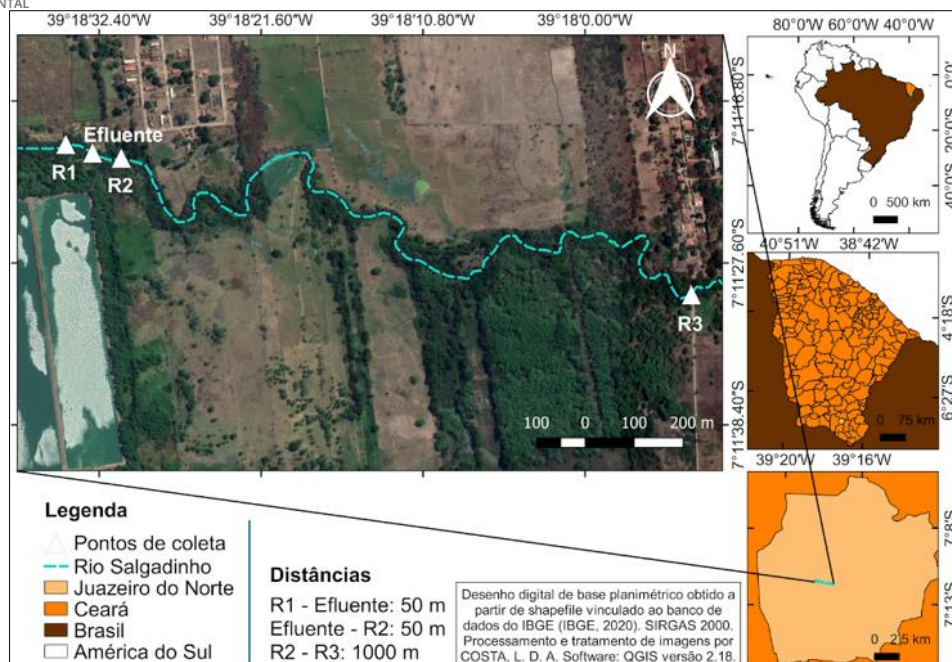 NTAL
39°18'32.40"W 39°18'21.60"W 39°18'10.80"W 39°18'0.00"W
N
7°11'16.80"S
7°11'27.60"S
7°11'38.40"S
Efluente
R1
R2
R3
100 0 100 200 m
80°0'W 60°0'W 40°0'W
0°0'
20°0'S
40°0'S
0 500 km
40°51'W 38°42'W
4°18'S
6°27'S
0 75 km
39°20'W 39°16'W
7°8'S
7°13'S
0 2,5 km
Legenda
Pontos de coleta
Rio Salgadinho
Juazeiro do Norte
Ceará
Brasil
América do Sul
Distâncias
R1 - Efluente: 50 m
Efluente - R2: 50 m
R2 - R3: 1000 m
Desenho digital de base planimétrico obtido a
partir de shapefile vinculado ao banco de
dados do IBGE (IBGE, 2020). SIRGAS 2000.
Processamento e tratamento de imagens por
COSTA, L. D. A. Software: QGIS versão 2.18.